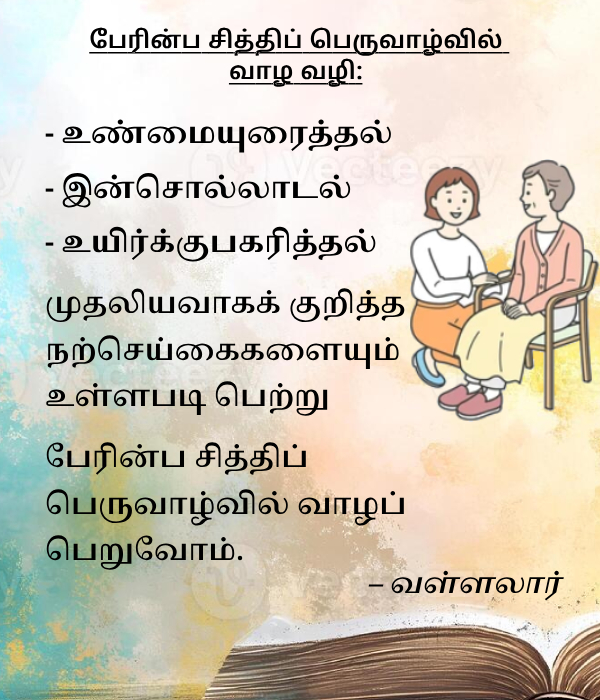 பேரின்ப சித்திப் பெருவாழ்வில்
வாழ வழி:
- உண்மையுரைத்தல்
- இன்சொல்லாடல்
- உயிர்க்குபகரித்தல்
முதலியவாகக் குறித்த
நற்செய்கைகளையும்
உள்ளபடி பெற்று
பேரின்ப சித்திப்
பெருவாழ்வில் வாழப்
பெறுவோம்.
– வள்ளலார்